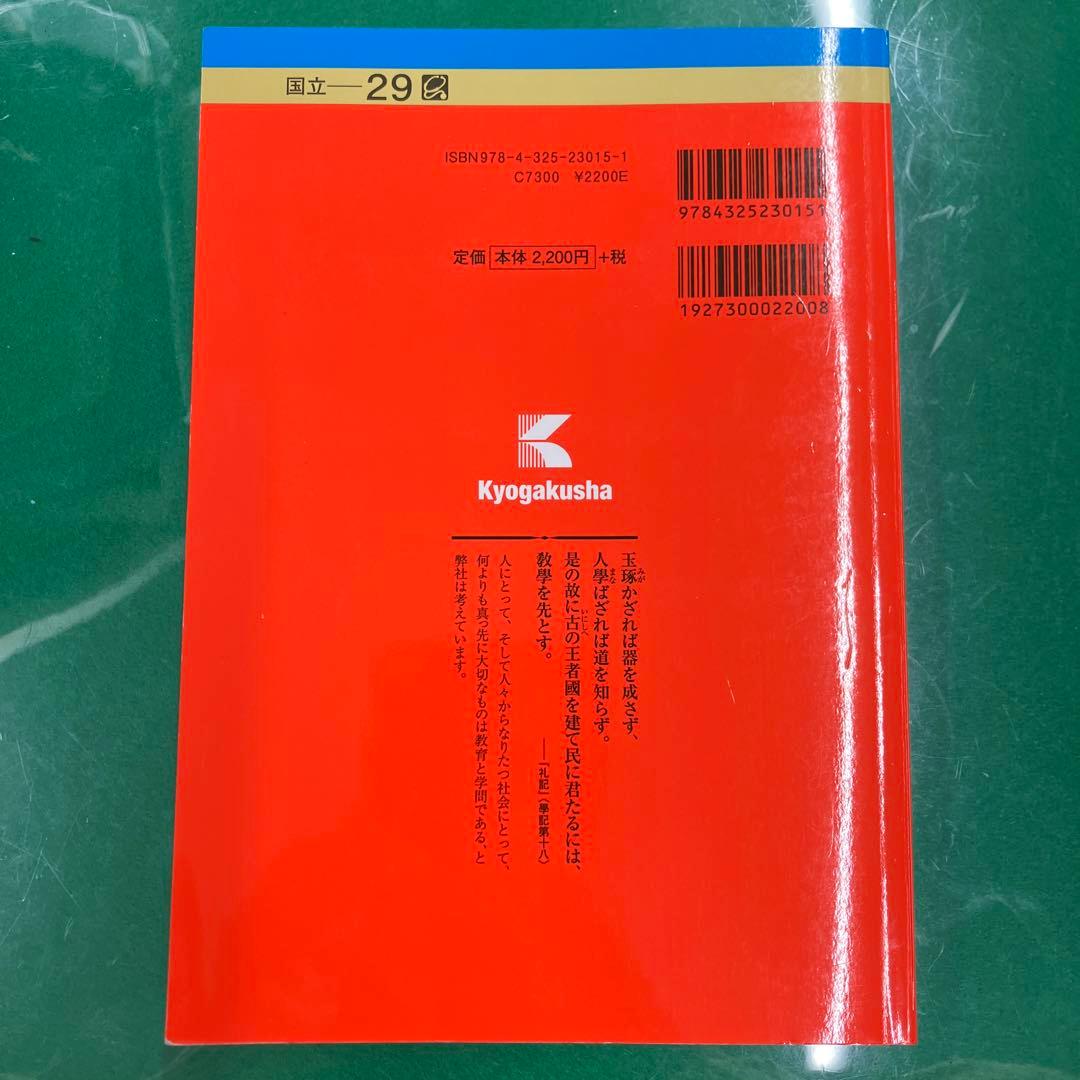 国立—29
ISBN978-4-325-23015-1
C7300 ¥2200E
9784325230151
定価 本体 2,200円 +税
1927300022008
Kyogakusha
玉琢かざれば器を成さず、
人學ばざれば道を知らず。
是の故に古の王者國を建て民に君たるには、
敎學を先とす。 ——「礼記」（學記第十八）
人にとって、そして人々からなりたつ社会にとって、
何よりも真っ先に大切なものは教育と学問である、と
弊社は考えています。